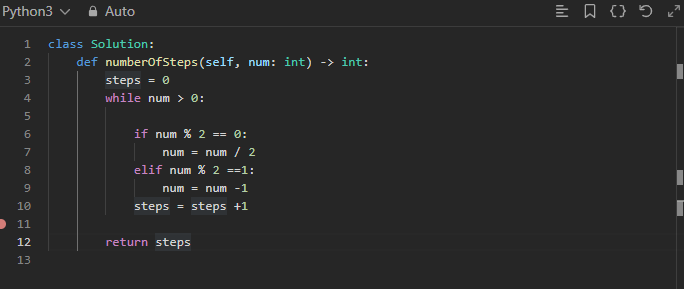 Python3 Auto
1 class Solution:
2     def numberOfSteps(self, num: int) -> int:
3         steps = 0
4         while num > 0:
5
6             if num % 2 == 0:
7                 num = num / 2
8             elif num % 2 ==1:
9                 num = num -1
10             steps = steps +1
11
12         return steps
13